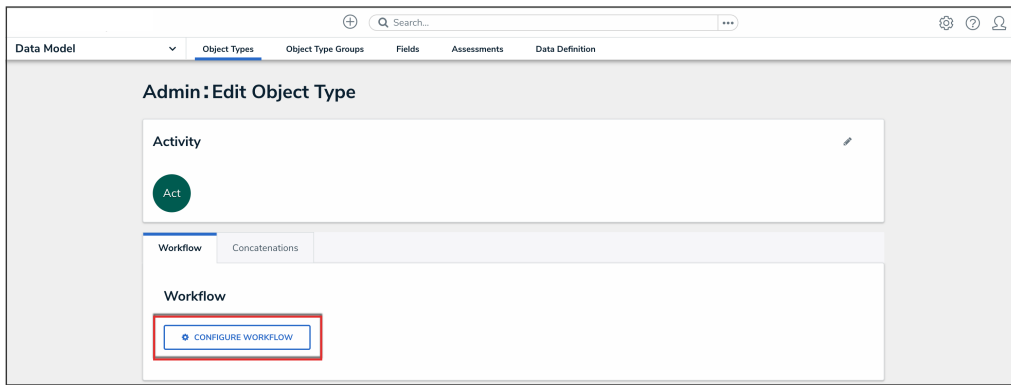 Search...
Data Model Object Types Object Type Groups Fields Assessments Data Definition
Admin: Edit Object Type
Activity
Act
Workflow Concatenations
Workflow
CONFIGURE WORKFLOW